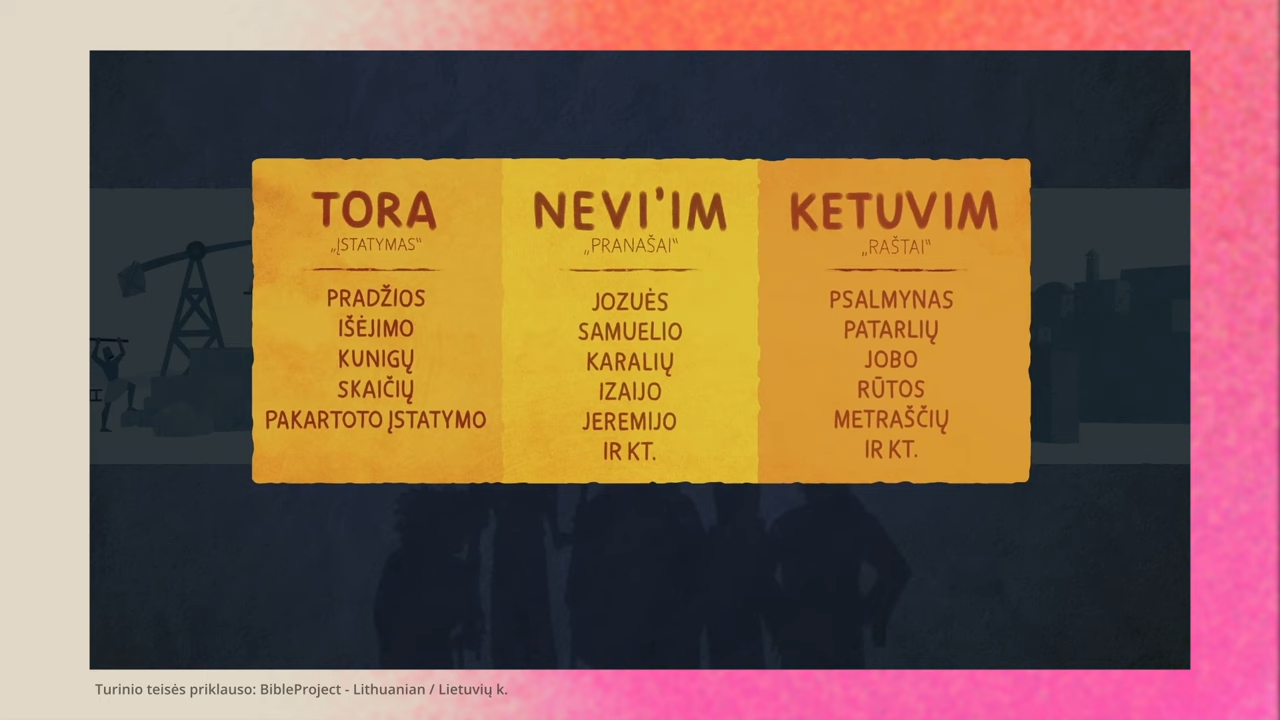 TORA
„ĮSTATYMAS“
PRADŽIOS
IŠĖJIMO
KUNIGŲ
SKAIČIŲ
PAKARTOTO ĮSTATYMO
NEVI'IM
„PRANAŠAI“
JOZUĖS
SAMUELIO
KARALIŲ
IZAIJO
JEREMIJO
IR KT.
KETUVIM
„RAŠTAI“
PSALMYNAS
PATARLIŲ
JOBO
RŪTOS
METRAŠČIŲ
IR KT.
Turinio teisės priklauso: BibleProject - Lithuanian / Lietuvių k.